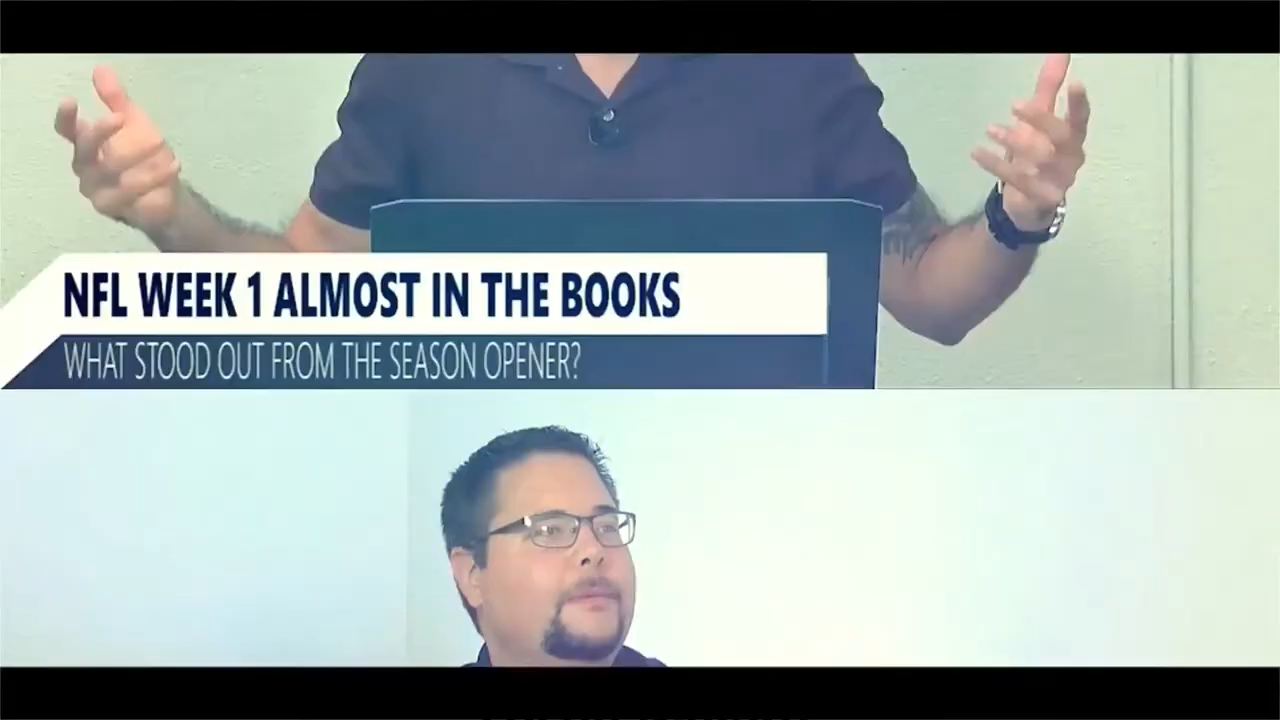 NFL WEEK 1 ALMOST IN THE BOOKS
WHAT STOOD OUT FROM THE SEASON OPENER?